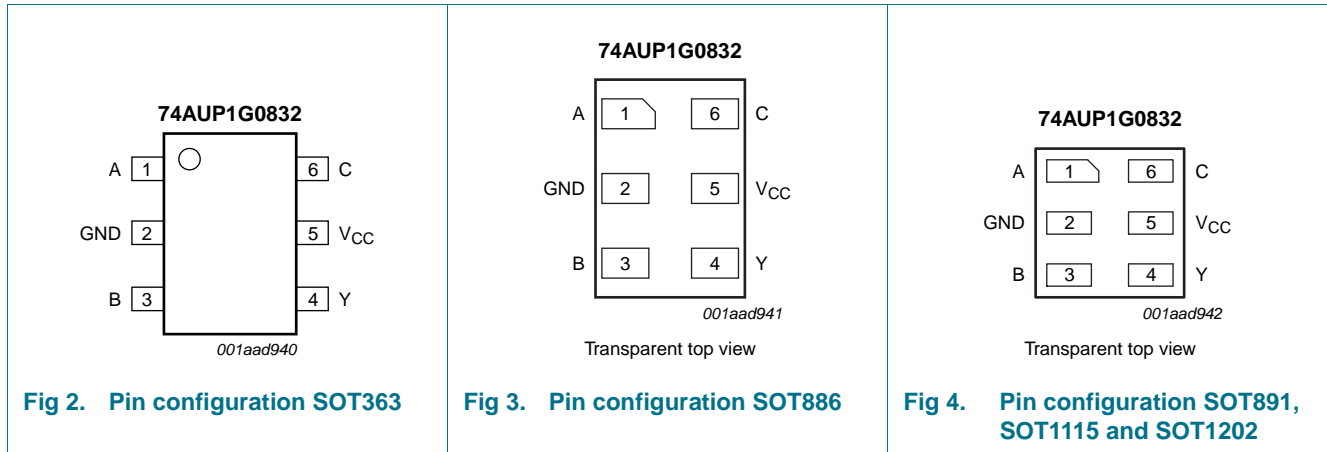 74AUP1G0832
A 1 6 C
GND 2 5 VCC
B 3 4 Y
001aad940
Fig 2. Pin configuration SOT363
74AUP1G0832
A 1 6 C
GND 2 5 VCC
B 3 4 Y
001aad941
Transparent top view
Fig 3. Pin configuration SOT886
74AUP1G0832
A 1 6 C
GND 2 5 VCC
B 3 4 Y
001aad942
Transparent top view
Fig 4. Pin configuration SOT891,
SOT1115 and SOT1202